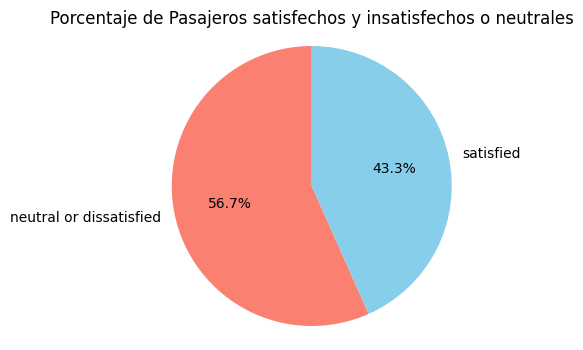 Porcentaje de Pasajeros satisfechos y insatisfechos o neutrales
satisfied
43.3%
56.7%
neutral or dissatisfied